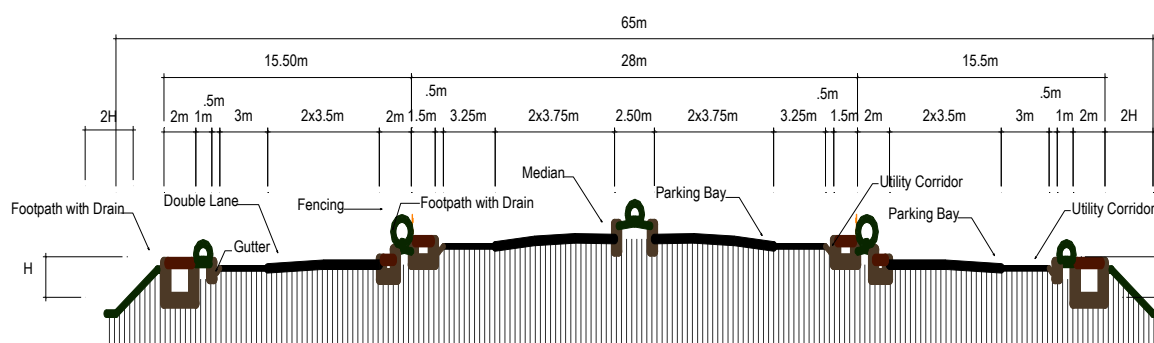 65m
15.50m 28m 15.5m
.5m .5m .5m .5m
2H 2m 1m 3m 2x3.5m 2m 1.5m 3.25m 2x3.75m 2.50m 2x3.75m 3.25m 1.5m 2m 2x3.5m 3m 1m 2m 2H
Median
Utility Corridor
Parking Bay
Double Lane
Fencing
Footpath with Drain
Footpath with Drain
Parking Bay
Utility Corridor
Gutter
H